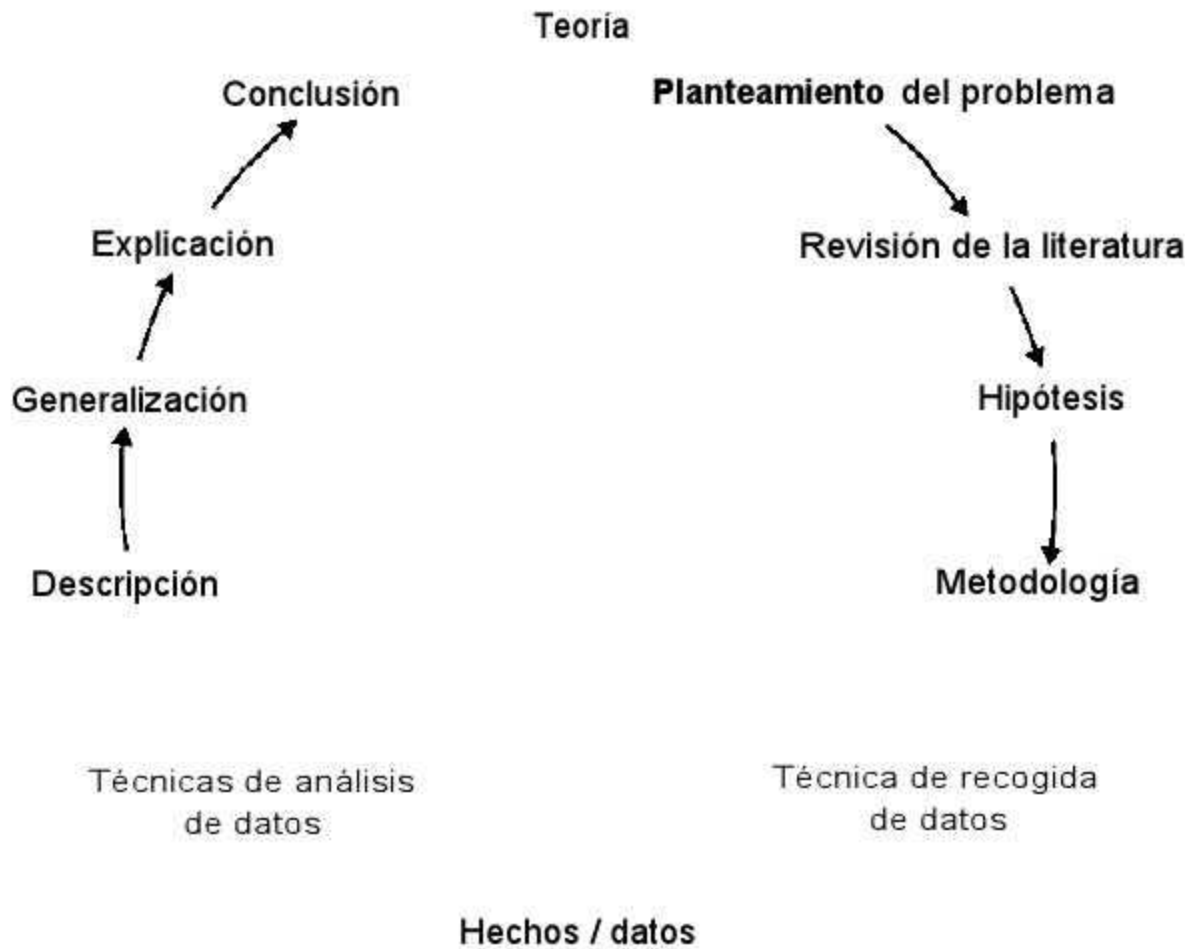 Teoría
Conclusión
Planteamiento del problema
Explicación
Revisión de la literatura
Generalización
Hipótesis
Descripción
Metodología
Técnicas de análisis
de datos
Técnica de recogida
de datos
Hechos / datos